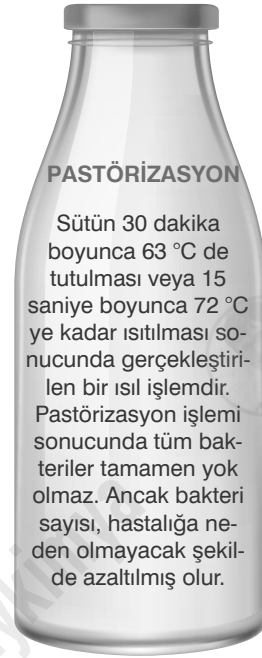 PASTÖRİZASYON
Sütün 30 dakika
boyunca 63 °C de
tutulması veya 15
saniye boyunca 72 °C
ye kadar ısıtılması so-
nucunda gerçekleştiri-
len bir ısıl işlemdir.
Pastörizasyon işlemi
sonucunda tüm bak-
teriler tamamen yok
olmaz. Ancak bakteri
sayısı, hastalığa ne-
den olmayacak şekil-
de azaltılmış olur.